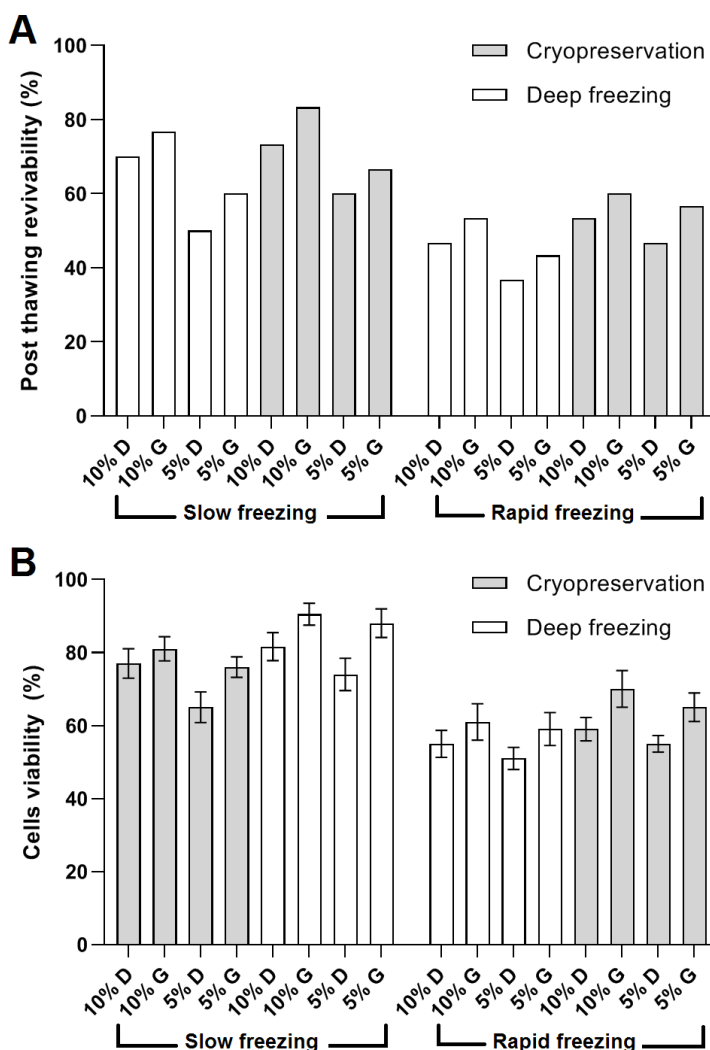 A
Post thawing revivability (%)
100
80
60
40
20
0
Cryopreservation
Deep freezing
10% D
10% G
5% D
5% G
10% D
10% G
5% D
5% G
10% D
10% G
5% D
5% G
10% D
10% G
5% D
5% G
Slow freezing
Rapid freezing
B
Cells viability (%)
100
80
60
40
20
0
Cryopreservation
Deep freezing
10% D
10% G
5% D
5% G
10% D
10% G
5% D
5% G
10% D
10% G
5% D
5% G
10% D
10% G
5% D
5% G
Slow freezing
Rapid freezing